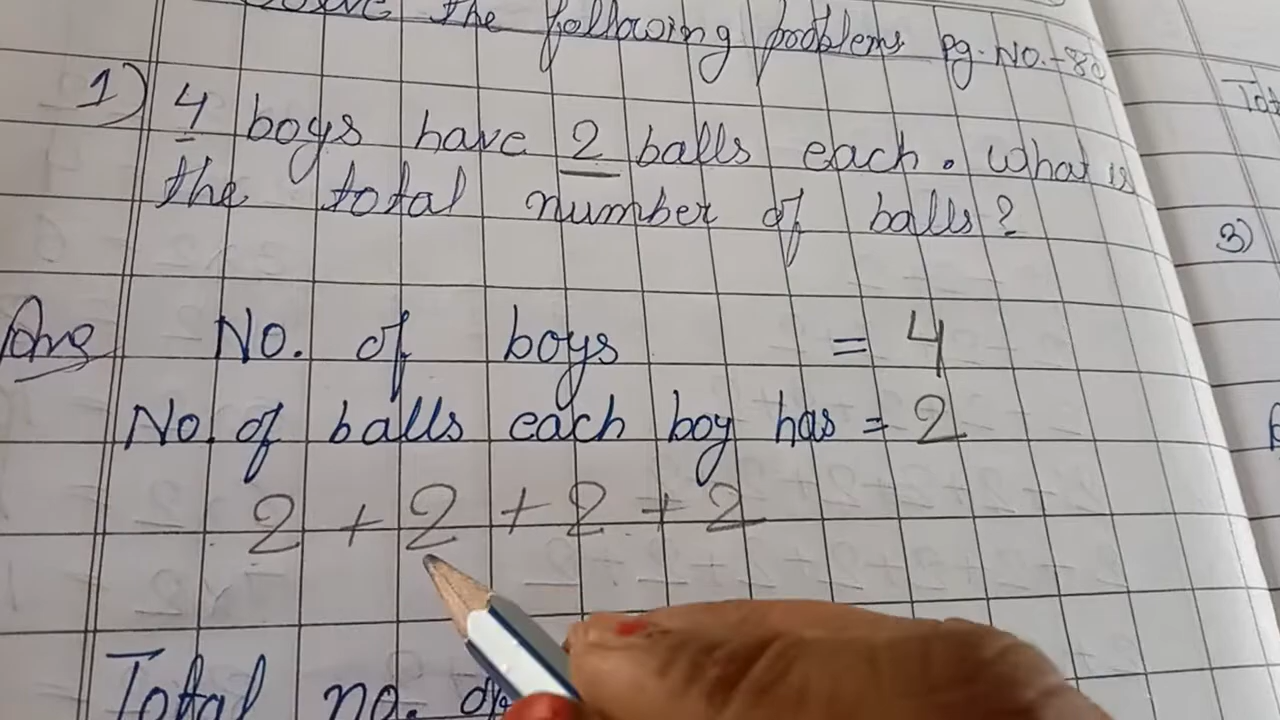 the following problems pg. No.-80
1) 4 boys have 2 balls each. What is
the total number of balls?
Ans No. of boys = 4
No. of balls each boy has = 2
2 + 2 + 2 + 2
Total no. of
3)